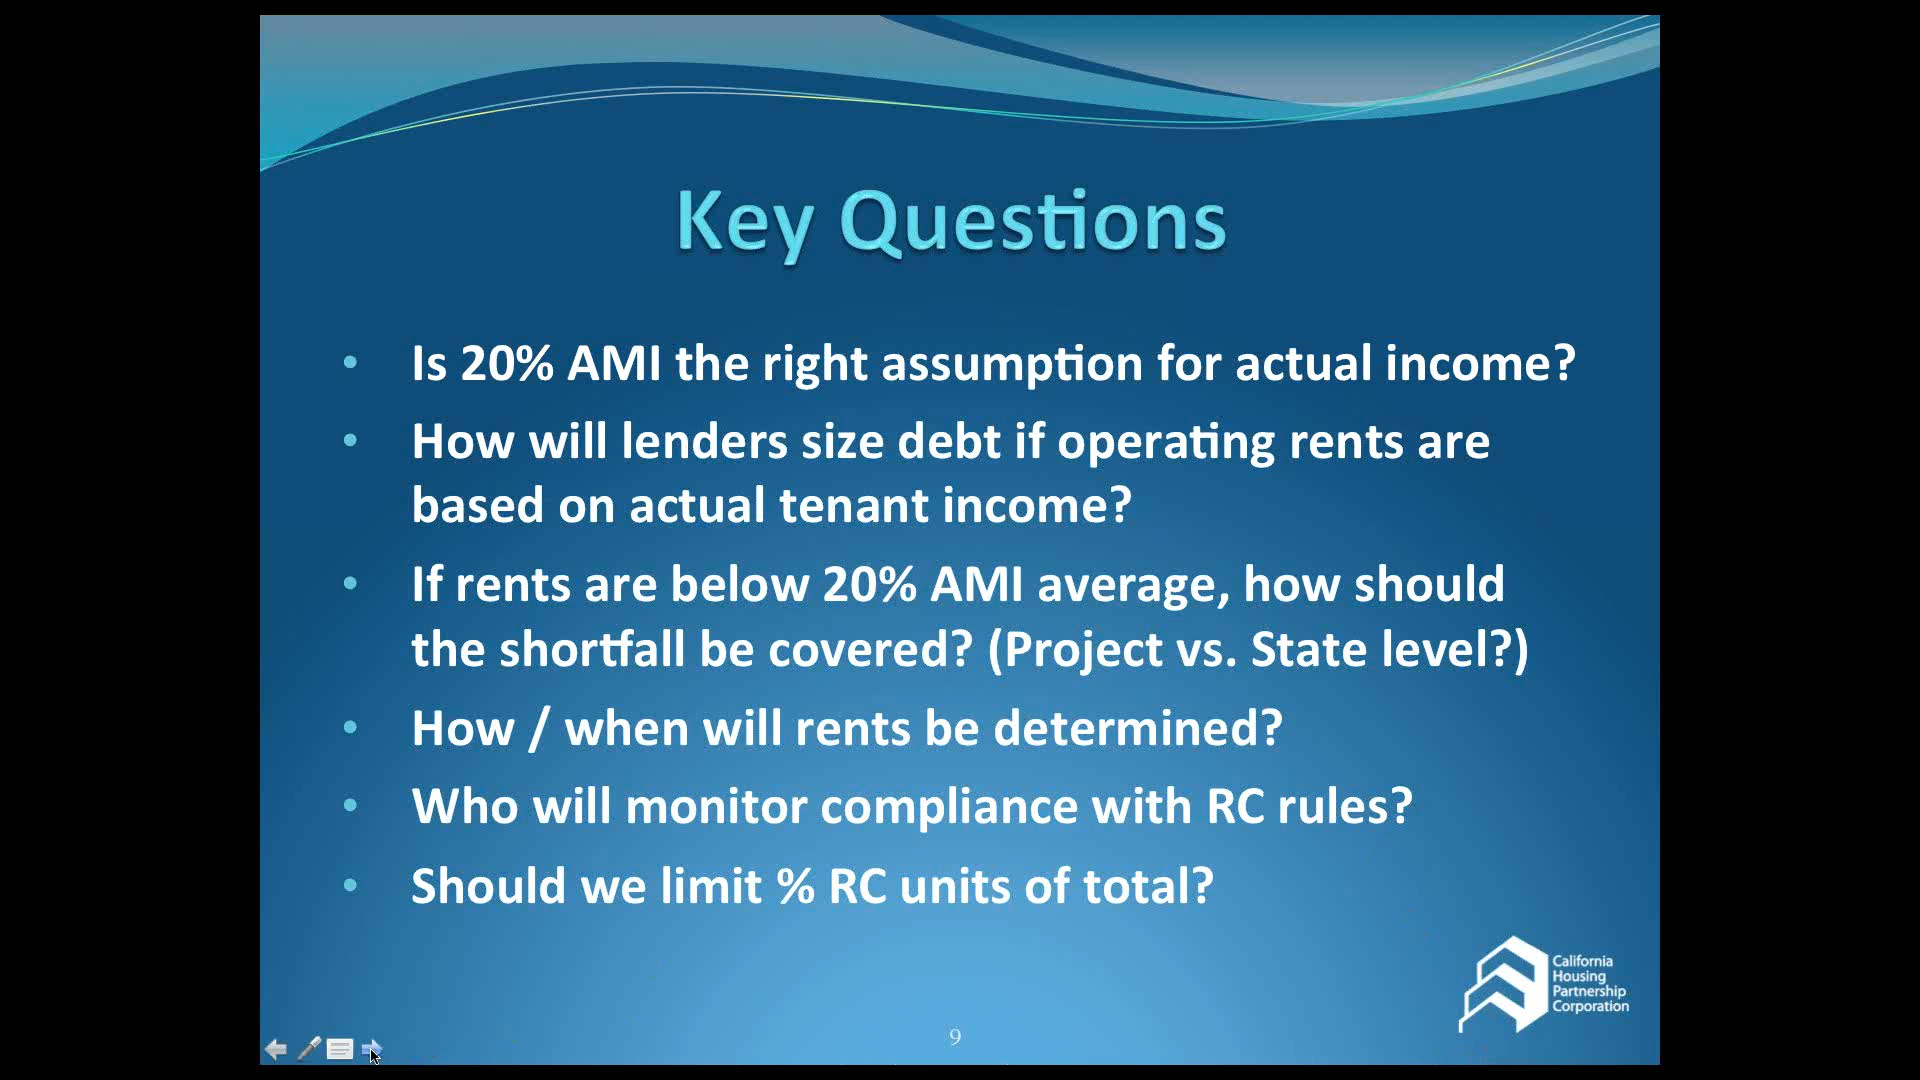 Key Questions
• Is 20% AMI the right assumption for actual income?
• How will lenders size debt if operating rents are
based on actual tenant income?
• If rents are below 20% AMI average, how should
the shortfall be covered? (Project vs. State level?)
• How / when will rents be determined?
• Who will monitor compliance with RC rules?
• Should we limit % RC units of total?
California
Housing
Partnership
Corporation
9